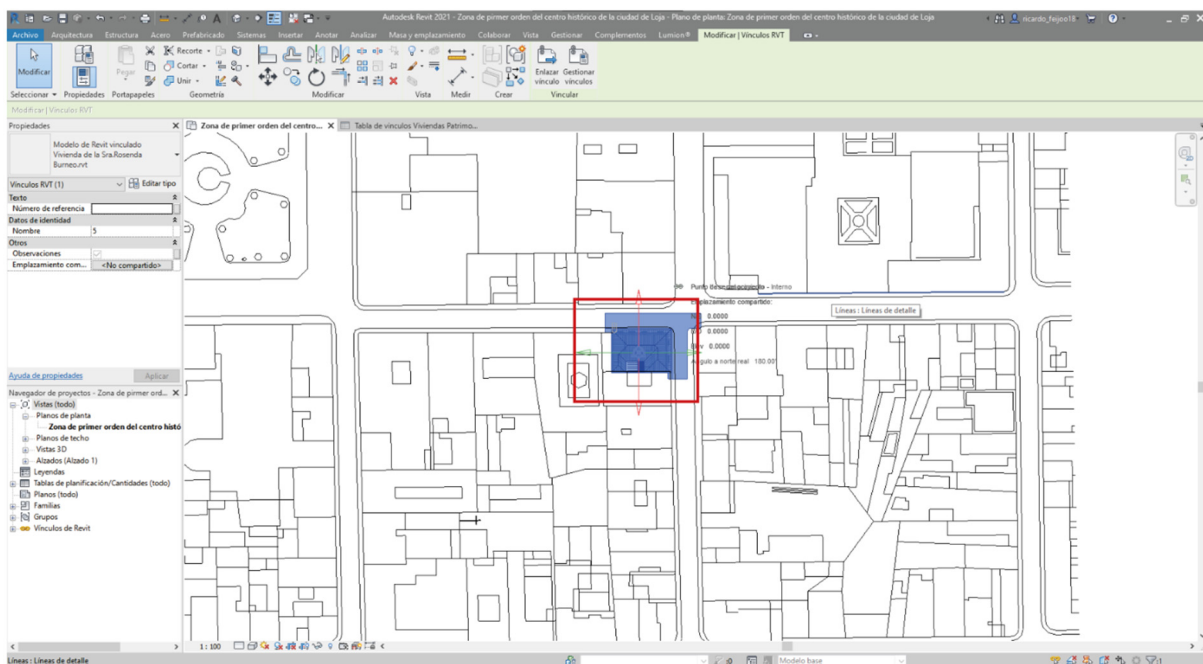 Autodesk Revit 2021 - Zona de primer orden del centro histórico de la ciudad de Loja - Plano de planta: Zona de primer orden del centro histórico de la ciudad de Loja
ricardo_feijoo18
Archivo Arquitectura Estructura Acero Prefabricado Sistemas Insertar Anotar Analizar Masa y emplazamiento Colaborar Vista Gestionar Complementos Lumion® Modificar | Vínculos RVT
Modificar
Pegar
Recorte
Cortar
Unir
Enlazar vínculo
Gestionar vínculos
Seleccionar Propiedades Portapapeles Geometría Modificar Vista Medir Crear Vincular
Modificar | Vínculos RVT
Propiedades
Zona de primer orden del centro... Tabla de vínculos Viviendas Patrimo...
Modelo de Revit vinculado
Vivienda de la Sra.Rosenda
Burneo.rvt
Vínculos RVT (1) Editar tipo
Texto
Número de referencia
Datos de identidad
Nombre 5
Otros
Observaciones
Emplazamiento com... <No compartido>
Ayuda de propiedades Aplicar
Navegador de proyectos - Zona de pirmer ord...
Vistas (todo)
Planos de planta
Zona de primer orden del centro histó
Planos de techo
Vistas 3D
Alzados (Alzado 1)
Leyendas
Tablas de planificación/Cantidades (todo)
Planos (todo)
Familias
Grupos
Vínculos de Revit
- Interno
Emplazamiento compartido:
0.0000
0.0000
0.0000
Ángulo a norte real 180.00°
Líneas : Líneas de detalle
1 : 100
Líneas : Líneas de detalle
:0
Modelo base
:1